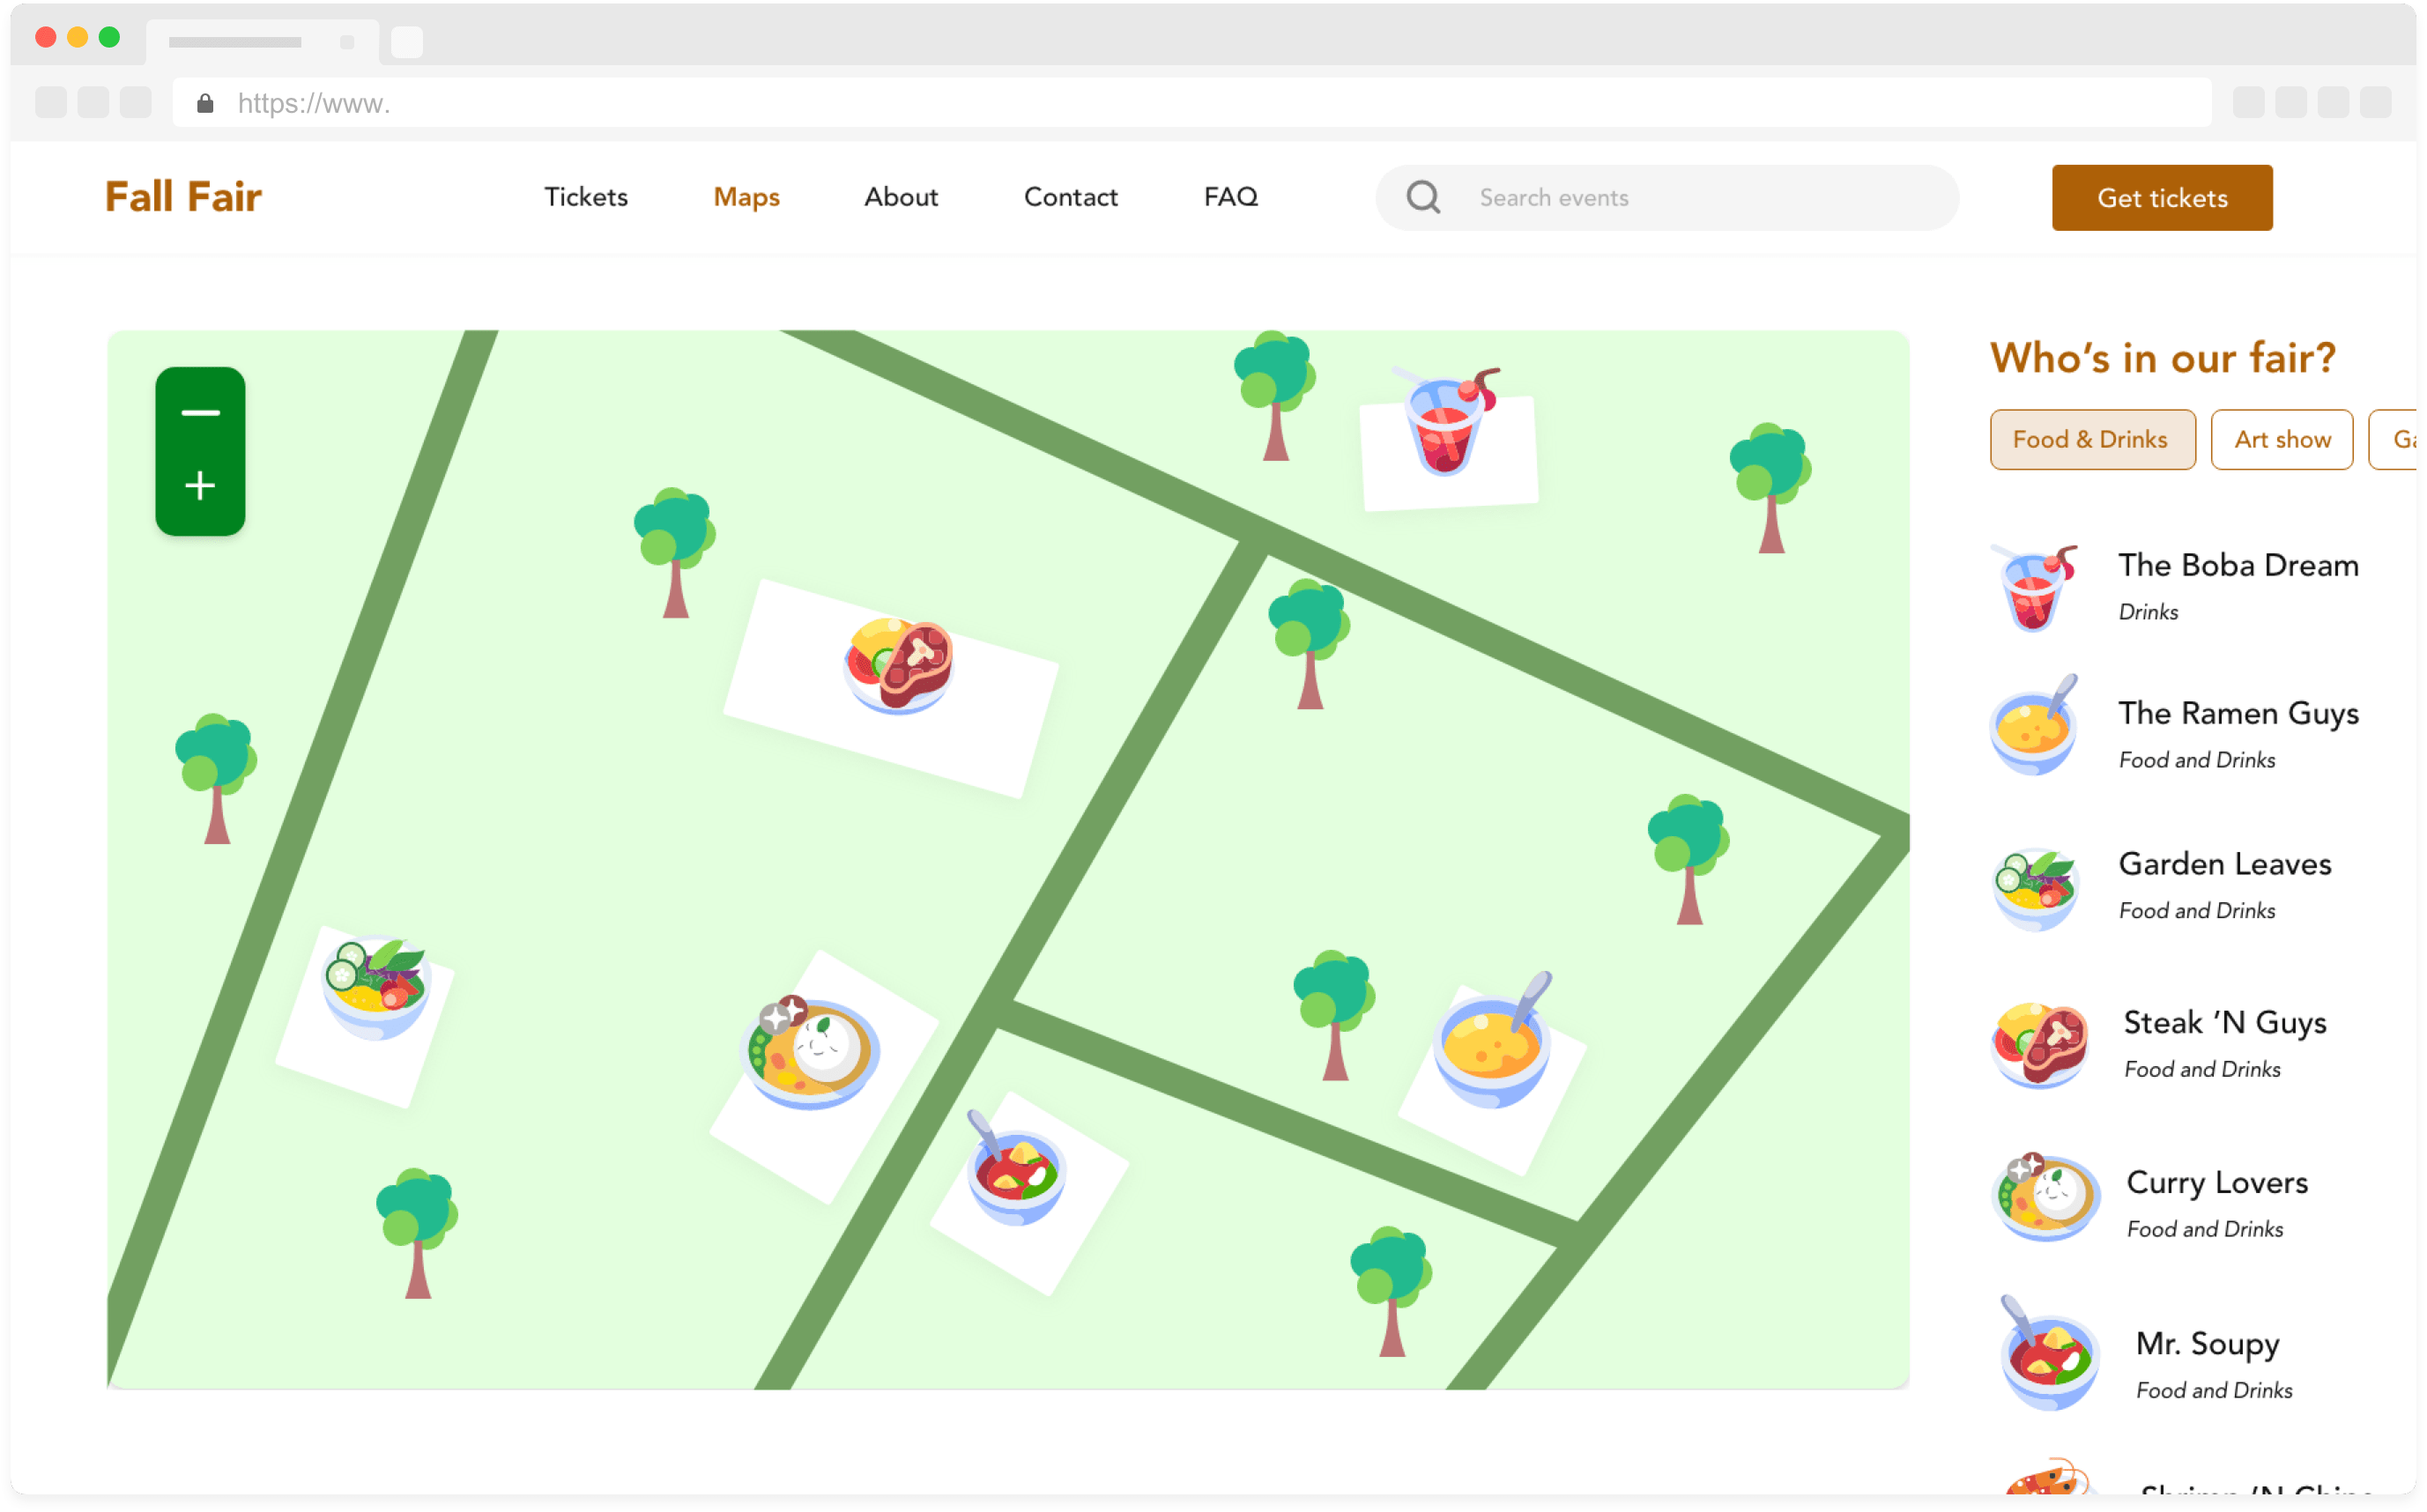 https://www.
Fall Fair
Tickets
Maps
About
Contact
FAQ
Search events
Get tickets
Who’s in our fair?
Food & Drinks
Art show
The Boba Dream
Drinks
The Ramen Guys
Food and Drinks
Garden Leaves
Food and Drinks
Steak ’N Guys
Food and Drinks
Curry Lovers
Food and Drinks
Mr. Soupy
Food and Drinks